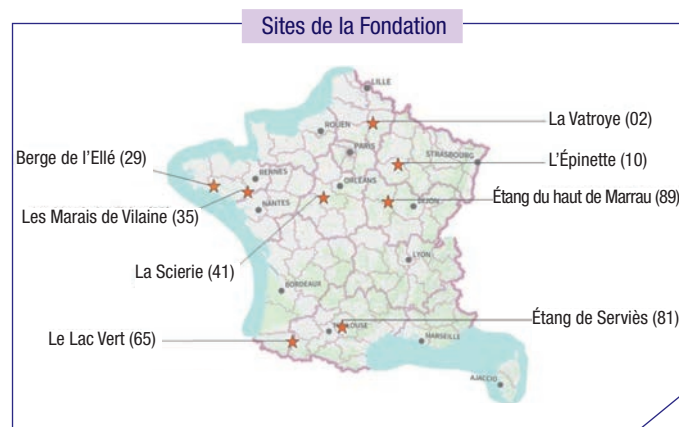 Sites de la Fondation
LILLE
La Vatroye (02)
ROUEN
PARIS
STRASBOURG
Berge de l'Ellé (29)
L'Épinette (10)
RENNES
ORLÉANS
Étang du haut de Marrau (89)
Les Marais de Vilaine (35)
NANTES
DIJON
La Scierie (41)
LYON
BORDEAUX
Étang de Serviès (81)
TOULOUSE
Le Lac Vert (65)
MARSEILLE
AJACCIO